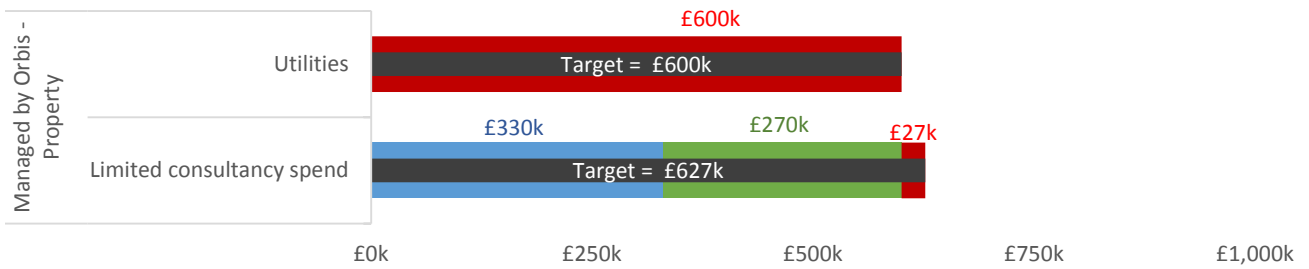 Managed by Orbis -
Property
£600k
Utilities
Target = £600k
£330k
£270k
£27k
Limited consultancy spend
Target = £627k
£0k
£250k
£500k
£750k
£1,000k